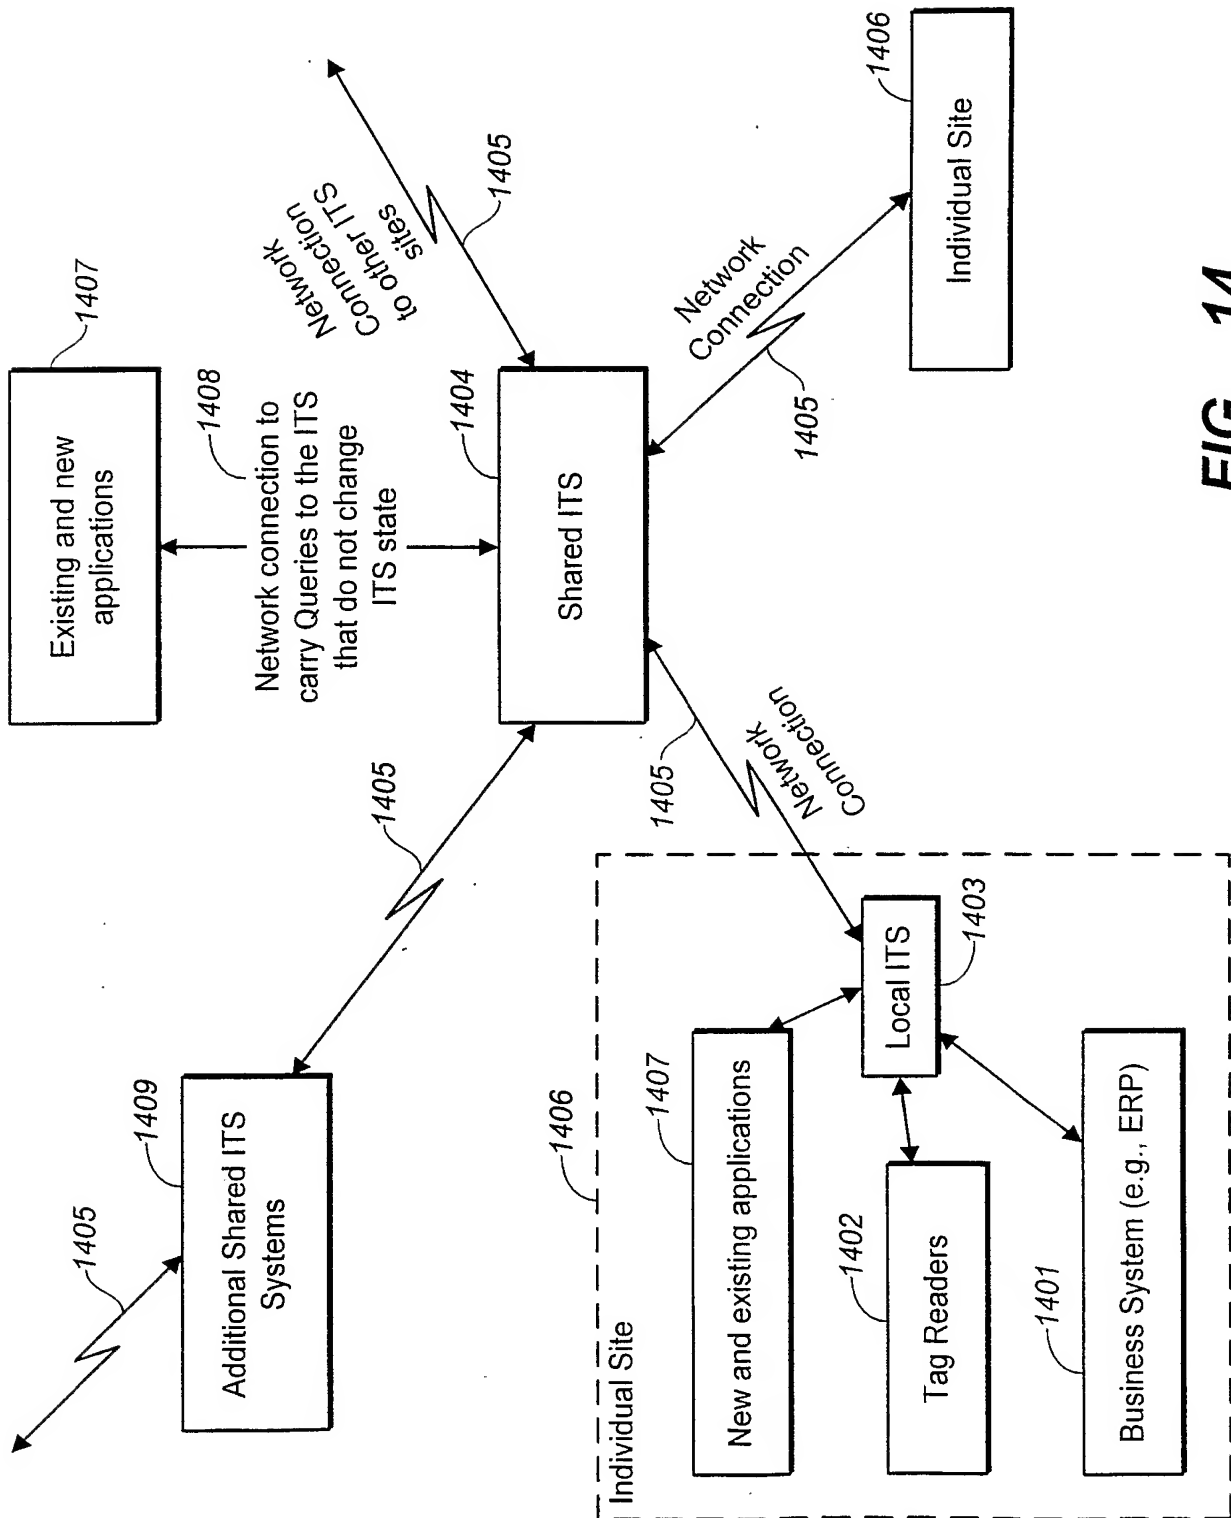 1405
1409
Additional Shared ITS
Systems
1405
Existing and new
applications
1407
1408
Network connection to
carry Queries to the ITS
that do not change
ITS state
Network
Connection
to other ITS
sites
1405
1404
Shared ITS
Individual Site
1406
New and existing applications
1407
Tag Readers
1402
Business System (e.g., ERP)
1401
Local ITS
1403
1405
Network
Connection
Network
Connection
1405
Individual Site
1406
FIG._14